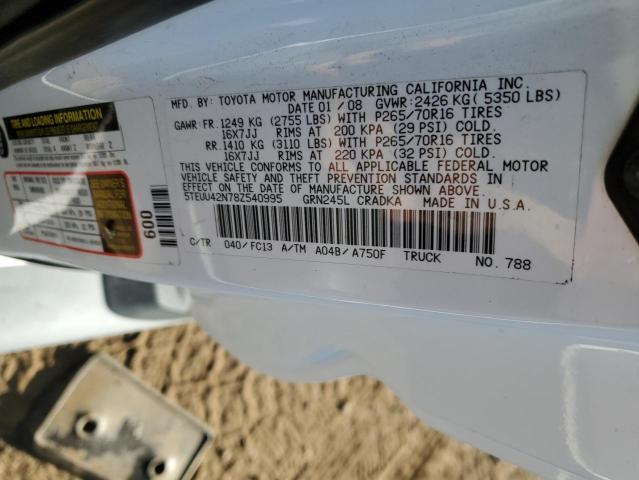 MFD. BY: TOYOTA MOTOR MANUFACTURING CALIFORNIA INC.
DATE 01/08 GVWR:2426 KG(5350 LBS)
GAWR:FR.1249 KG (2755 LBS) WITH P265/70R16 TIRES
16X7JJ RIMS AT 200 KPA (29 PSI) COLD.
RR.1410 KG (3110 LBS) WITH P265/70R16 TIRES
16X7JJ RIMS AT 220 KPA (32 PSI) COLD.
THIS VEHICLE CONFORMS TO ALL APPLICABLE FEDERAL MOTOR
VEHICLE SAFETY AND THEFT PREVENTION STANDARDS IN
EFFECT ON THE DATE OF MANUFACTURE SHOWN ABOVE.
5TEUU42N78Z540995 GRN245L CRADKA MADE IN U.S.A.
C/TR 040/FC13 A/TM A04B/A750F TRUCK NO. 788
TIRE AND LOADING INFORMATION
600